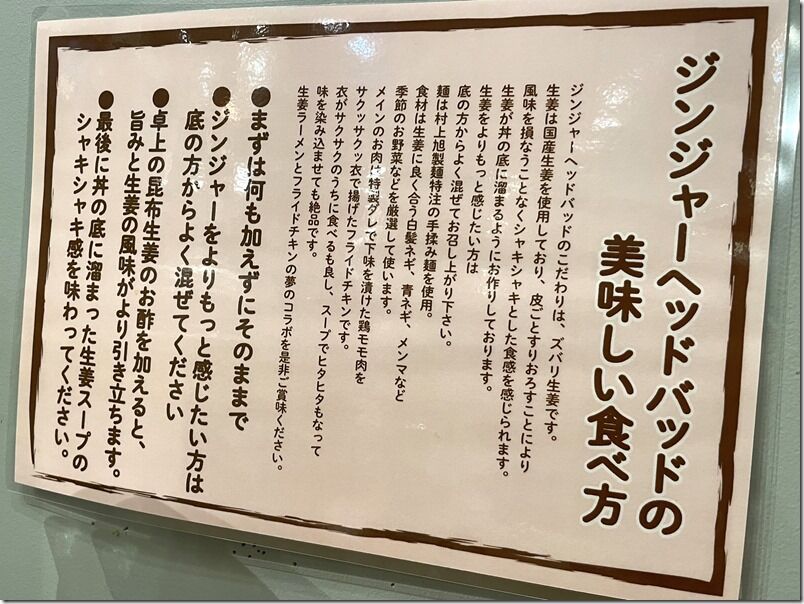 ジンジャーヘッドバッドの
美味しい食べ方
ジンジャーヘッドバッドのこだわりは、ズバリ生姜です。
生姜は国産生姜を使用しており、皮ごとすりおろすことにより
風味を損なうことなくシャキシャキとした食感を感じられます。
生姜が丼の底に溜まるようにお作りしております。
生姜をよりもっと感じたい方は
底の方からよく混ぜてお召し上がり下さい。
麺は村上旭製麺特注の手揉み麺を使用。
食材は生姜に良く合う白髪ネギ、青ネギ、メンマなど
季節のお野菜などを厳選して使います。
メインのお肉は特製ダレで下味を漬けた鶏モモ肉を
サクッサクッ衣で揚げたフライドチキンです。
衣がサクサクのうちに食べるも良し、スープでヒタヒタもなって
味を染み込ませても絶品です。
生姜ラーメンとフライドチキンの夢のコラボを是非ご賞味ください。
●まずは何も加えずにそのままで
●ジンジャーをよりもっと感じたい方は
底の方からよく混ぜてください
●卓上の昆布生姜のお酢を加えると、
旨みと生姜の風味がより引き立ちます。
●最後に丼の底に溜まった生姜スープの
シャキシャキ感を味わってください。